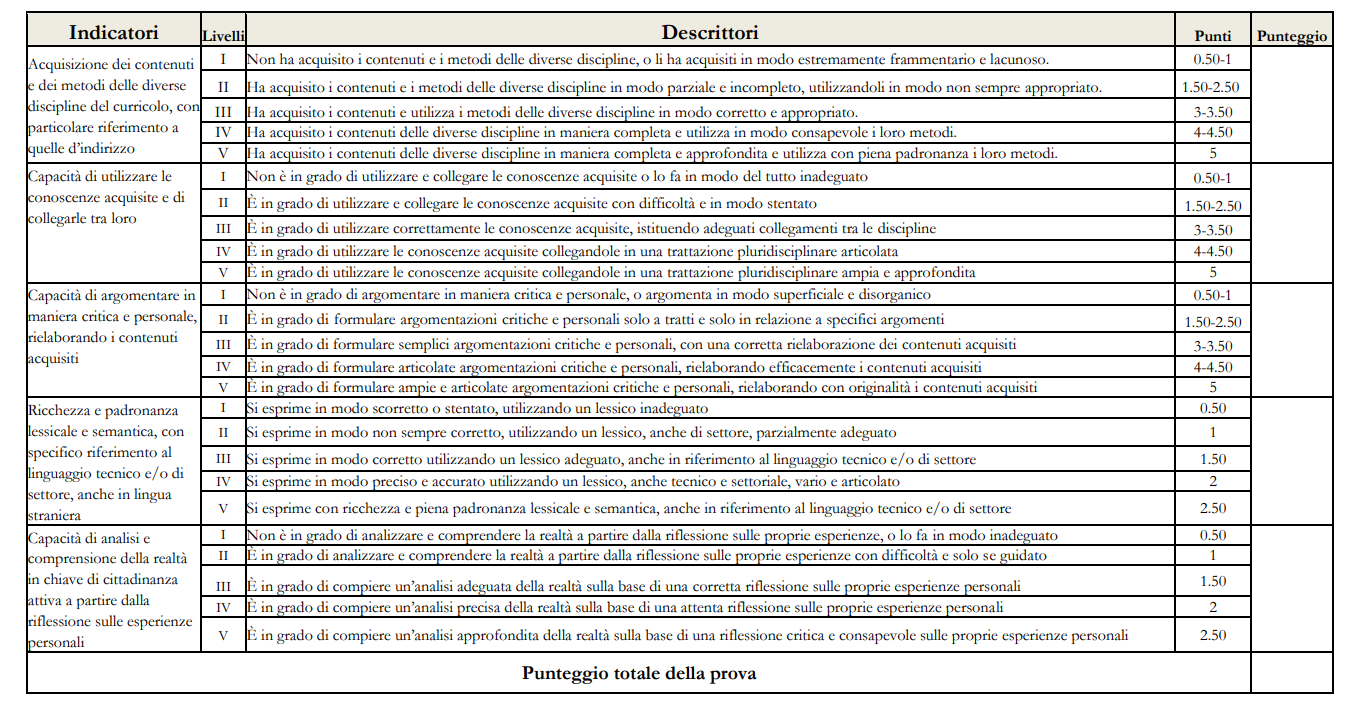 Indicatori Livelli Descrittori Punti Punteggio
Acquisizione dei contenuti
e dei metodi delle diverse
discipline del curricolo, con
particolare riferimento a
quelle d’indirizzo
I Non ha acquisito i contenuti e i metodi delle diverse discipline, o li ha acquisiti in modo estremamente frammentario e lacunoso. 0.50-1
II Ha acquisito i contenuti e i metodi delle diverse discipline in modo parziale e incompleto, utilizzandoli in modo non sempre appropriato. 1.50-2.50
III Ha acquisito i contenuti e utilizza i metodi delle diverse discipline in modo corretto e appropriato. 3-3.50
IV Ha acquisito i contenuti delle diverse discipline in maniera completa e utilizza in modo consapevole i loro metodi. 4-4.50
V Ha acquisito i contenuti delle diverse discipline in maniera completa e approfondita e utilizza con piena padronanza i loro metodi. 5
Capacità di utilizzare le
conoscenze acquisite e di
collegarle tra loro
I Non è in grado di utilizzare e collegare le conoscenze acquisite o lo fa in modo del tutto inadeguato 0.50-1
II È in grado di utilizzare e collegare le conoscenze acquisite con difficoltà e in modo stentato 1.50-2.50
III È in grado di utilizzare correttamente le conoscenze acquisite, istituendo adeguati collegamenti tra le discipline 3-3.50
IV È in grado di utilizzare le conoscenze acquisite collegandole in una trattazione pluridisciplinare articolata 4-4.50
V È in grado di utilizzare le conoscenze acquisite collegandole in una trattazione pluridisciplinare ampia e approfondita 5
Capacità di argomentare in
maniera critica e personale,
rielaborando i contenuti
acquisiti
I Non è in grado di argomentare in maniera critica e personale, o argomenta in modo superficiale e disorganico 0.50-1
II È in grado di formulare argomentazioni critiche e personali solo a tratti e solo in relazione a specifici argomenti 1.50-2.50
III È in grado di formulare semplici argomentazioni critiche e personali, con una corretta rielaborazione dei contenuti acquisiti 3-3.50
IV È in grado di formulare articolate argomentazioni critiche e personali, rielaborando efficacemente i contenuti acquisiti 4-4.50
V È in grado di formulare ampie e articolate argomentazioni critiche e personali, rielaborando con originalità i contenuti acquisiti 5
Ricchezza e padronanza
lessicale e semantica, con
specifico riferimento al
linguaggio tecnico e/o di
settore, anche in lingua
straniera
I Si esprime in modo scorretto o stentato, utilizzando un lessico inadeguato 0.50
II Si esprime in modo non sempre corretto, utilizzando un lessico, anche di settore, parzialmente adeguato 1
III Si esprime in modo corretto utilizzando un lessico adeguato, anche in riferimento al linguaggio tecnico e/o di settore 1.50
IV Si esprime in modo preciso e accurato utilizzando un lessico, anche tecnico e settoriale, vario e articolato 2
V Si esprime con ricchezza e piena padronanza lessicale e semantica, anche in riferimento al linguaggio tecnico e/o di settore 2.50
Capacità di analisi e
comprensione della realtà
in chiave di cittadinanza
attiva a partire dalla
riflessione sulle esperienze
personali
I Non è in grado di analizzare e comprendere la realtà a partire dalla riflessione sulle proprie esperienze, o lo fa in modo inadeguato 0.50
II È in grado di analizzare e comprendere la realtà a partire dalla riflessione sulle proprie esperienze con difficoltà e solo se guidato 1
III È in grado di compiere un’analisi adeguata della realtà sulla base di una corretta riflessione sulle proprie esperienze personali 1.50
IV È in grado di compiere un’analisi precisa della realtà sulla base di una attenta riflessione sulle proprie esperienze personali 2
V È in grado di compiere un’analisi approfondita della realtà sulla base di una riflessione critica e consapevole sulle proprie esperienze personali 2.50
Punteggio totale della prova